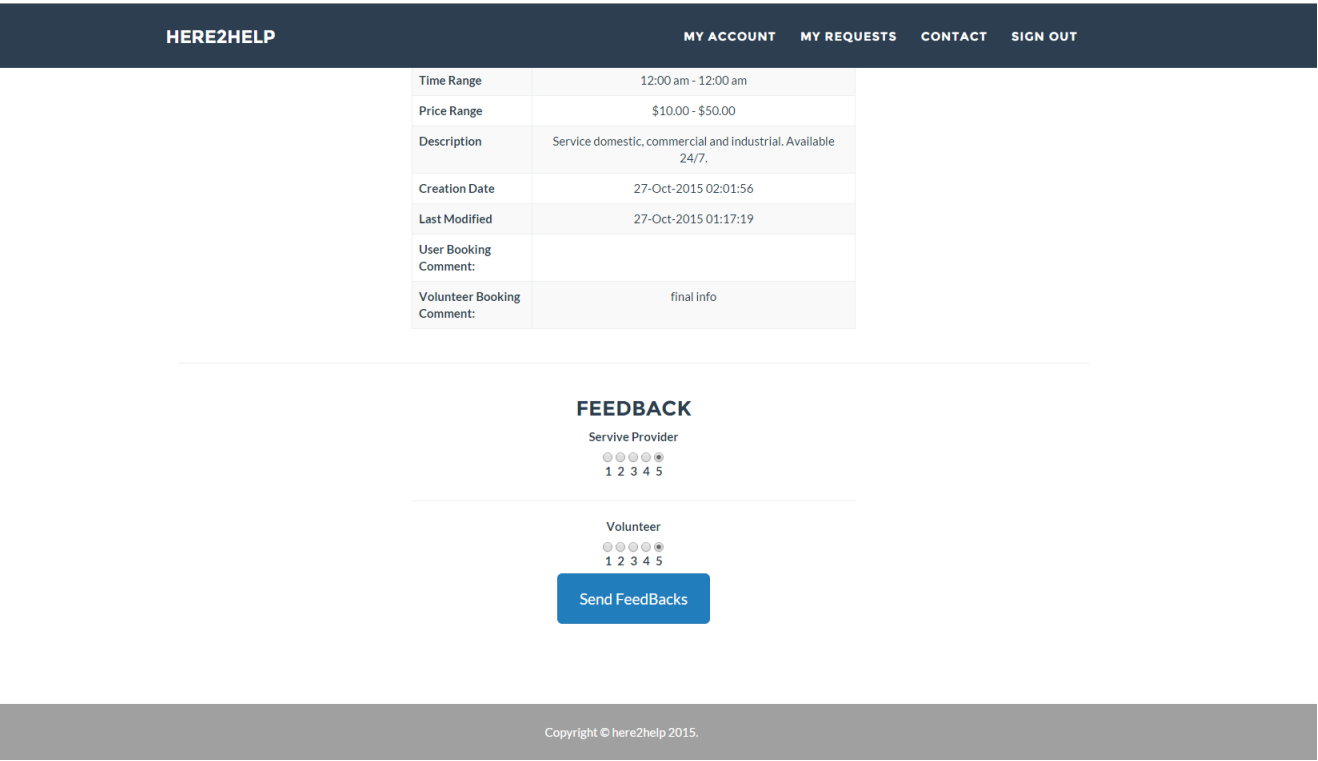 HERE2HELP MY ACCOUNT MY REQUESTS CONTACT SIGN OUT
Time Range 12:00 am - 12:00 am
Price Range $10.00 - $50.00
Description Service domestic, commercial and industrial. Available
24/7.
Creation Date 27-Oct-2015 02:01:56
Last Modified 27-Oct-2015 01:17:19
User Booking
Comment:
Volunteer Booking final info
Comment:
FEEDBACK
Servive Provider
1 2 3 4 5
Volunteer
1 2 3 4 5
Send FeedBacks
Copyright © here2help 2015.